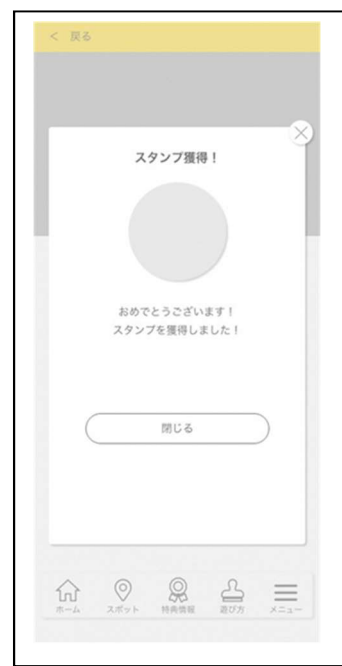 < 戻る
スタンプ獲得！
おめでとうございます！
スタンプを獲得しました！
閉じる
ホーム
スポット
特典情報
遊び方
メニュー